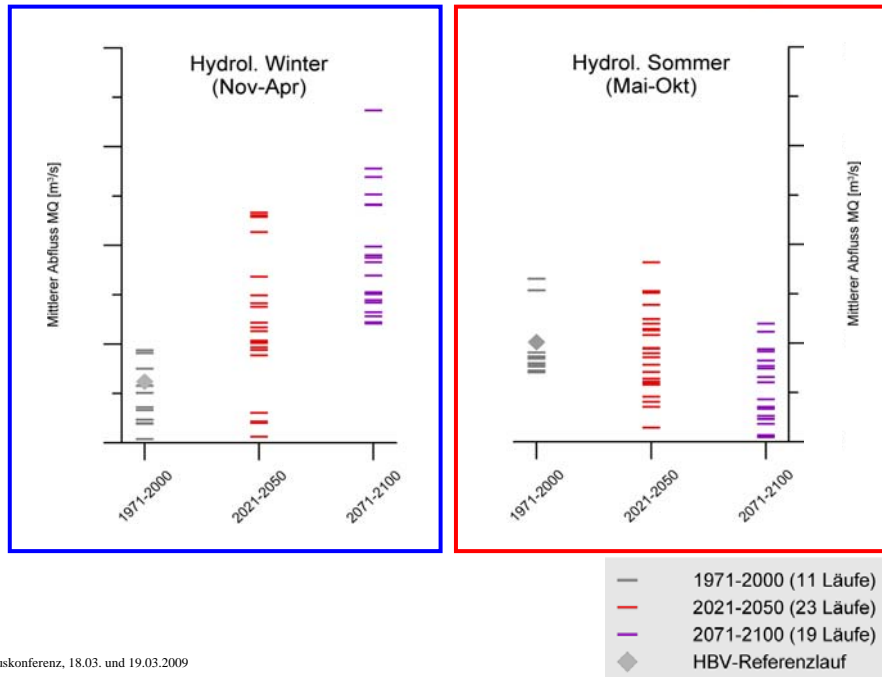 Hydrol. Winter
(Nov-Apr)
Mittlerer Abfluss MQ [m³/s]
1971-2000
2021-2050
2071-2100
Hydrol. Sommer
(Mai-Okt)
Mittlerer Abfluss MQ [m³/s]
1971-2000
2021-2050
2071-2100
1971-2000 (11 Läufe)
2021-2050 (23 Läufe)
2071-2100 (19 Läufe)
HBV-Referenzlauf
uskonferenz, 18.03. und 19.03.2009